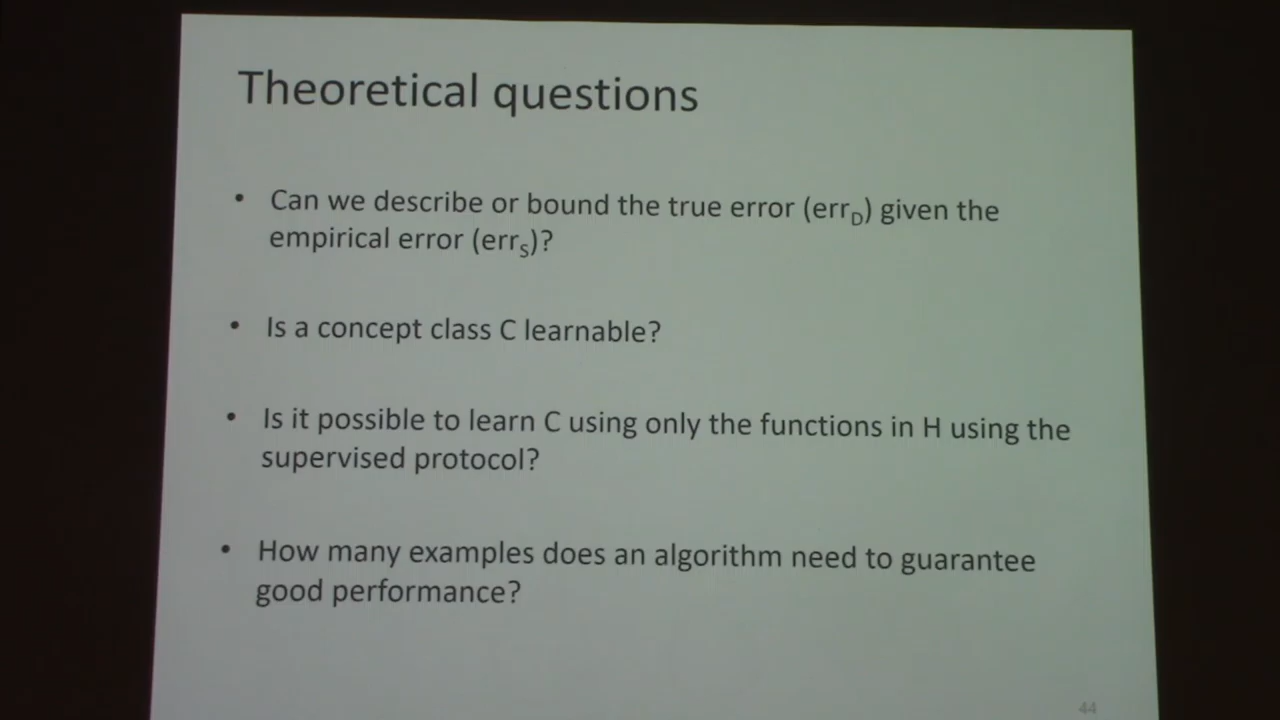 Theoretical questions
• Can we describe or bound the true error (err_D) given the
empirical error (err_S)?
• Is a concept class C learnable?
• Is it possible to learn C using only the functions in H using the
supervised protocol?
• How many examples does an algorithm need to guarantee
good performance?
44